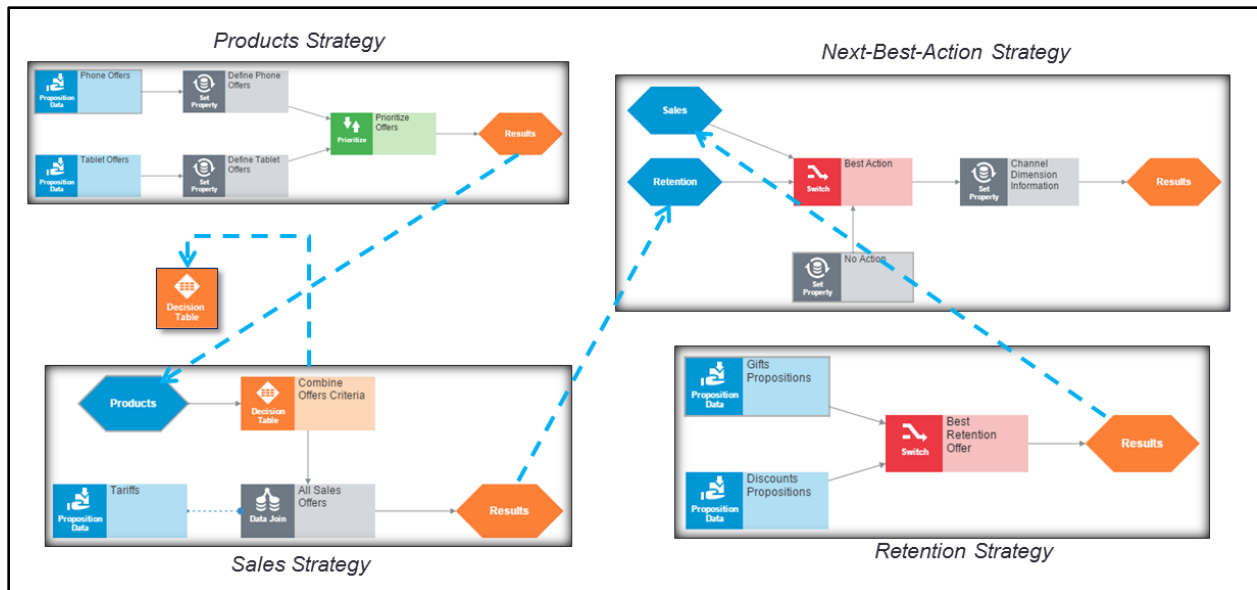 Products Strategy
Phone Offers
Proposition
Data
Define Phone
Offers
Set
Property
Tablet Offers
Proposition
Data
Define Tablet
Offers
Set
Property
Prioritize
Offers
Prioritize
Results
Next-Best-Action Strategy
Sales
Retention
Best Action
Switch
No Action
Set
Property
Channel
Dimension
Information
Set
Property
Results
Decision
Table
Products
Combine
Offers Criteria
Decision
Table
Tariffs
Proposition
Data
All Sales
Offers
Data Join
Results
Sales Strategy
Gifts
Propositions
Proposition
Data
Discounts
Propositions
Proposition
Data
Best
Retention
Offer
Switch
Results
Retention Strategy